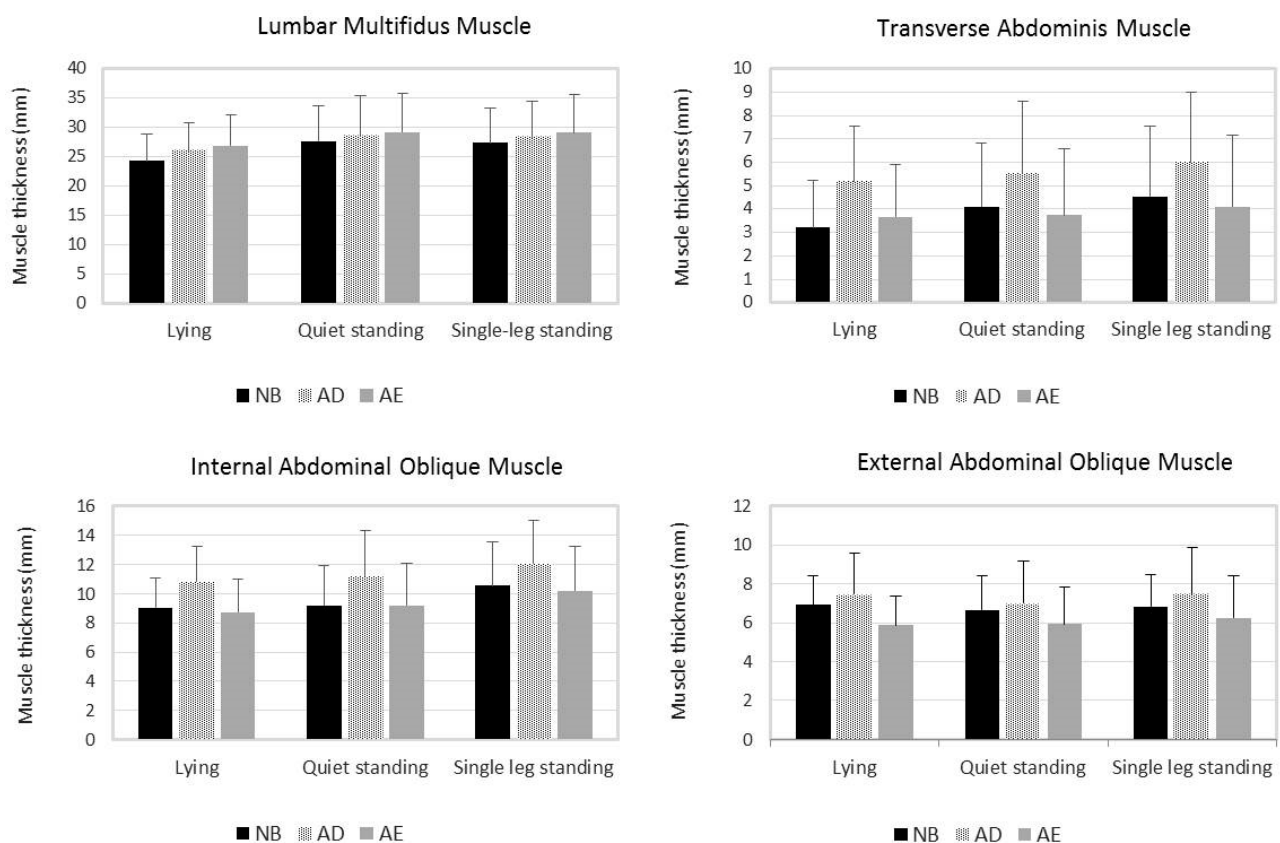 Lumbar Multifidus Muscle
Muscle thickness (mm)
40
35
30
25
20
15
10
5
0
Lying Quiet standing Single-leg standing
NB AD AE
Transverse Abdominis Muscle
Muscle thickness (mm)
10
9
8
7
6
5
4
3
2
1
0
Lying Quiet standing Single leg standing
NB AD AE
Internal Abdominal Oblique Muscle
Muscle thickness (mm)
16
14
12
10
8
6
4
2
0
Lying Quiet standing Single leg standing
NB AD AE
External Abdominal Oblique Muscle
Muscle thickness (mm)
12
10
8
6
4
2
0
Lying Quiet standing Single leg standing
NB AD AE